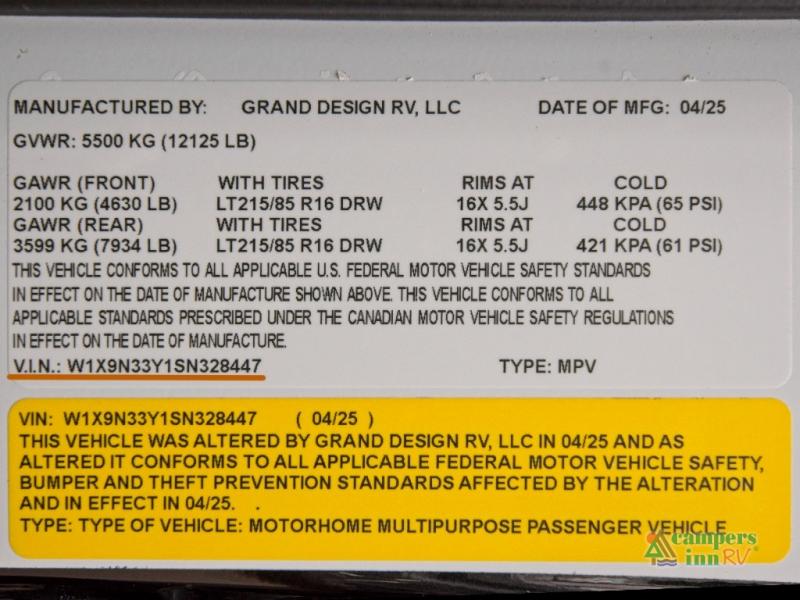 MANUFACTURED BY: GRAND DESIGN RV, LLC DATE OF MFG: 04/25
GVWR: 5500 KG (12125 LB)
GAWR (FRONT) WITH TIRES RIMS AT COLD
2100 KG (4630 LB) LT215/85 R16 DRW 16X 5.5J 448 KPA (65 PSI)
GAWR (REAR) WITH TIRES RIMS AT COLD
3599 KG (7934 LB) LT215/85 R16 DRW 16X 5.5J 421 KPA (61 PSI)
THIS VEHICLE CONFORMS TO ALL APPLICABLE U.S. FEDERAL MOTOR VEHICLE SAFETY STANDARDS
IN EFFECT ON THE DATE OF MANUFACTURE SHOWN ABOVE. THIS VEHICLE CONFORMS TO ALL
APPLICABLE STANDARDS PRESCRIBED UNDER THE CANADIAN MOTOR VEHICLE SAFETY REGULATIONS
IN EFFECT ON THE DATE OF MANUFACTURE.
V.I.N.: W1X9N33Y1SN328447 TYPE: MPV
VIN: W1X9N33Y1SN328447 ( 04/25 )
THIS VEHICLE WAS ALTERED BY GRAND DESIGN RV, LLC IN 04/25 AND AS
ALTERED IT CONFORMS TO ALL APPLICABLE FEDERAL MOTOR VEHICLE SAFETY,
BUMPER AND THEFT PREVENTION STANDARDS AFFECTED BY THE ALTERATION
AND IN EFFECT IN 04/25. .
TYPE: TYPE OF VEHICLE: MOTORHOME MULTIPURPOSE PASSENGER VEHICLE
campers
inn RV®